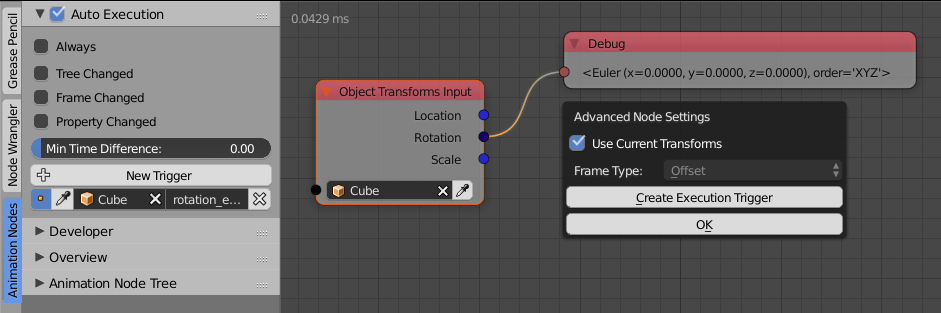 Grease Pencil
Node Wrangler
Animation Nodes
Auto Execution
Always
Tree Changed
Frame Changed
Property Changed
Min Time Difference: 0.00
New Trigger
Cube rotation_e...
Developer
Overview
Animation Node Tree
0.0429 ms
Object Transforms Input
Location
Rotation
Scale
Cube
Debug
<Euler (x=0.0000, y=0.0000, z=0.0000), order='XYZ'>
Advanced Node Settings
Use Current Transforms
Frame Type: Offset
Create Execution Trigger
OK